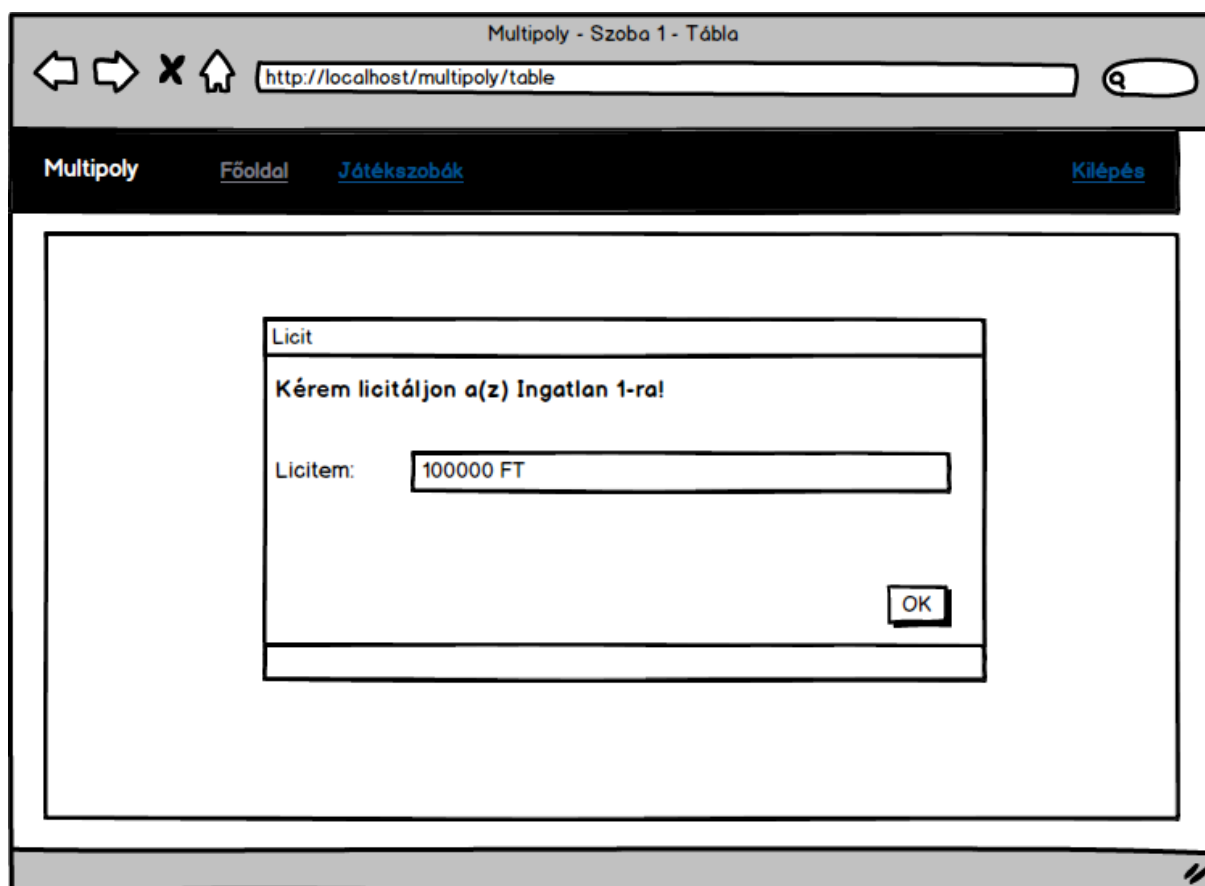 Multipoly - Szoba 1 - Tábla
http://localhost/multipoly/table
Multipoly Főoldal Játékszobák Kilépés
Licit
Kérem licitáljon a(z) Ingatlan 1-ra!
Licitem: 100000 FT
OK